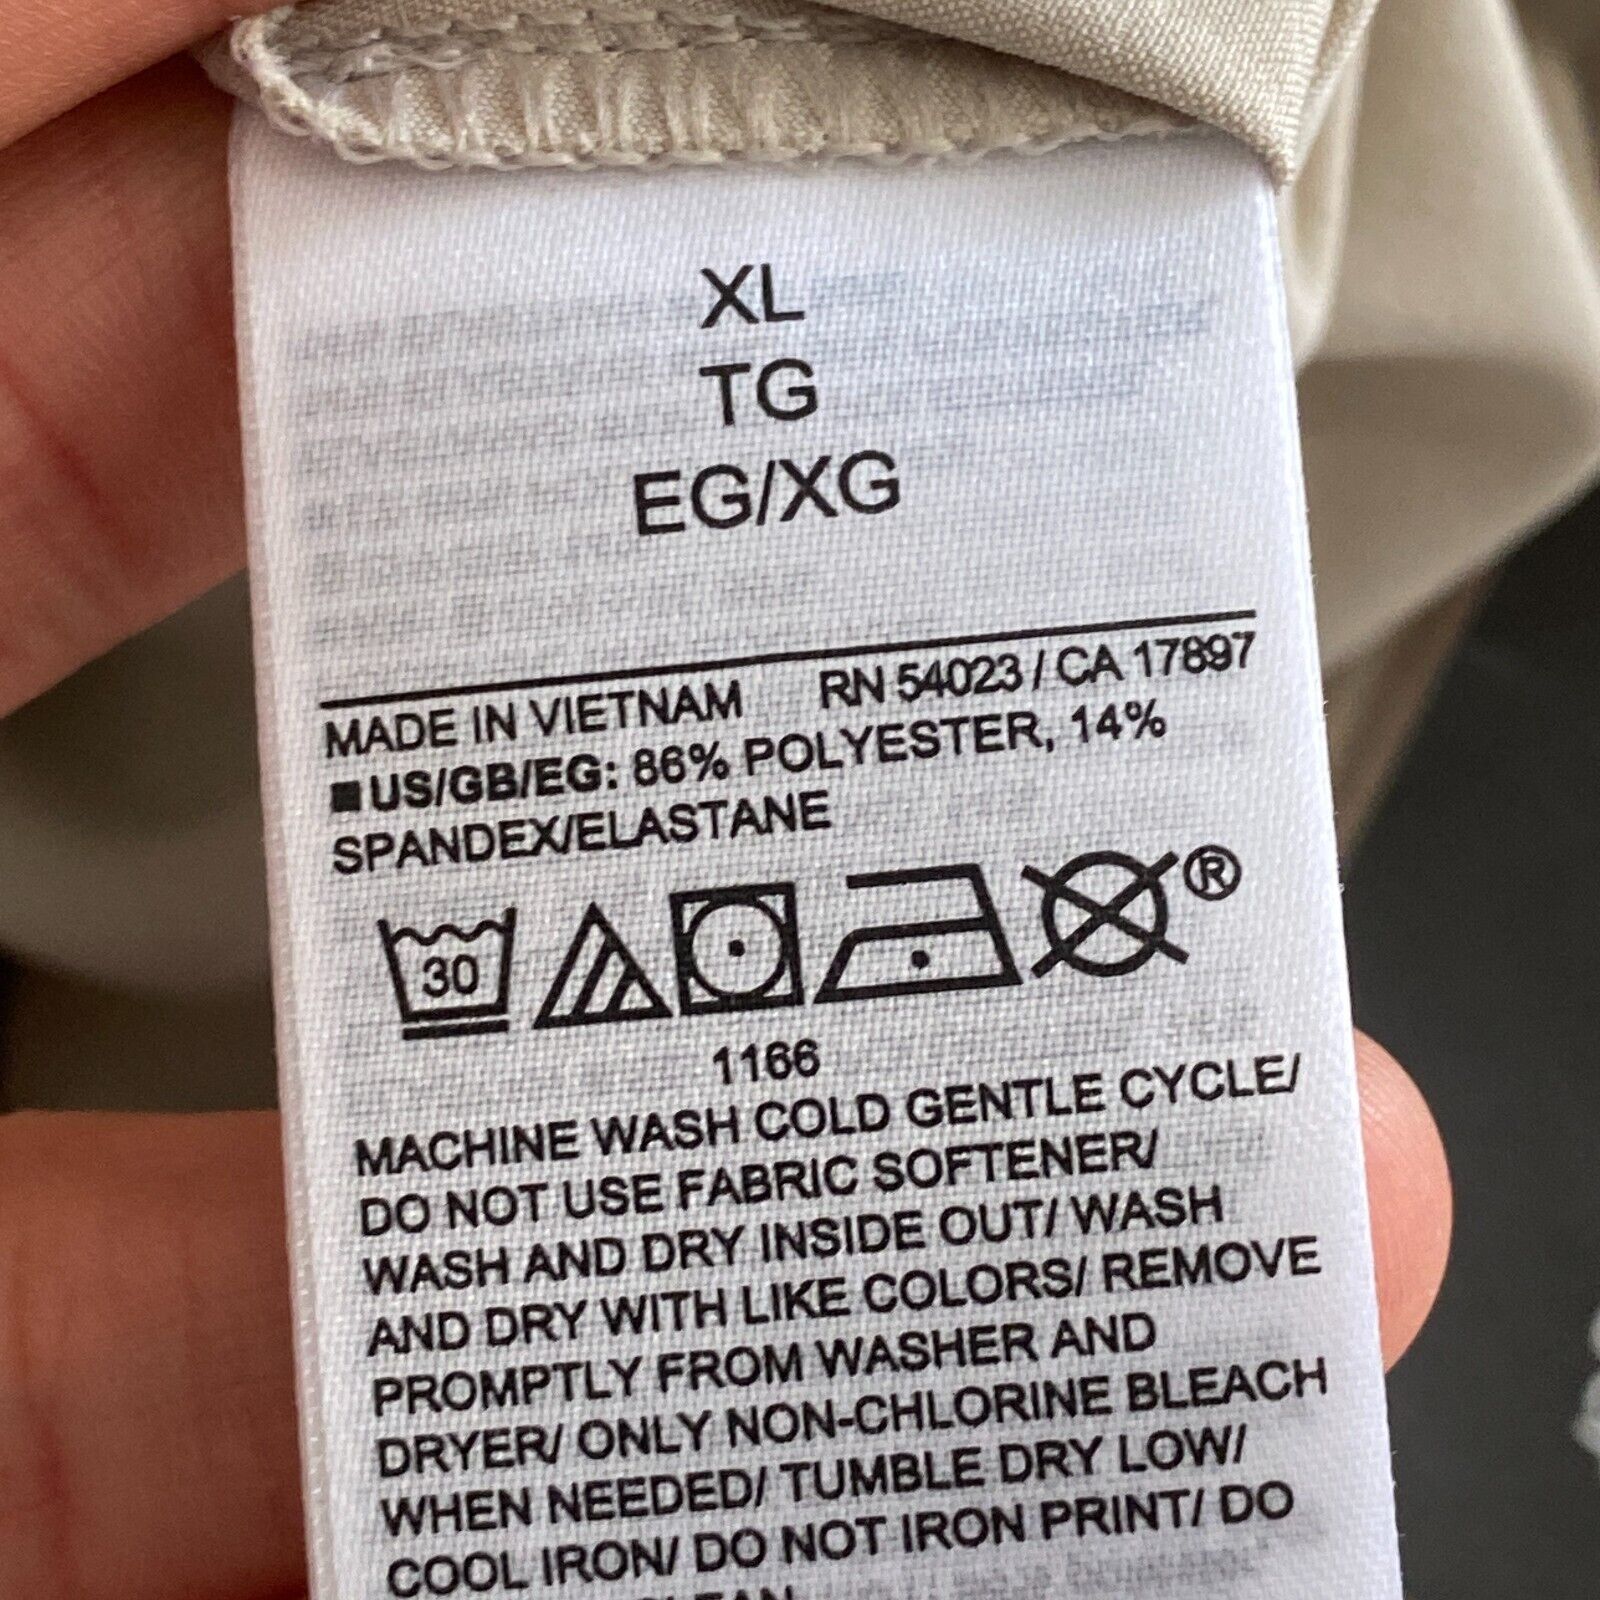 XL
TG
EG/XG
MADE IN VIETNAM RN 54023 / CA 17897
■US/GB/EG: 86% POLYESTER, 14%
SPANDEX/ELASTANE
30 ®
1166
MACHINE WASH COLD GENTLE CYCLE/
DO NOT USE FABRIC SOFTENER/
WASH AND DRY INSIDE OUT/ WASH
AND DRY WITH LIKE COLORS/ REMOVE
PROMPTLY FROM WASHER AND
DRYER/ ONLY NON-CHLORINE BLEACH
WHEN NEEDED/ TUMBLE DRY LOW/
COOL IRON/ DO NOT IRON PRINT/ DO